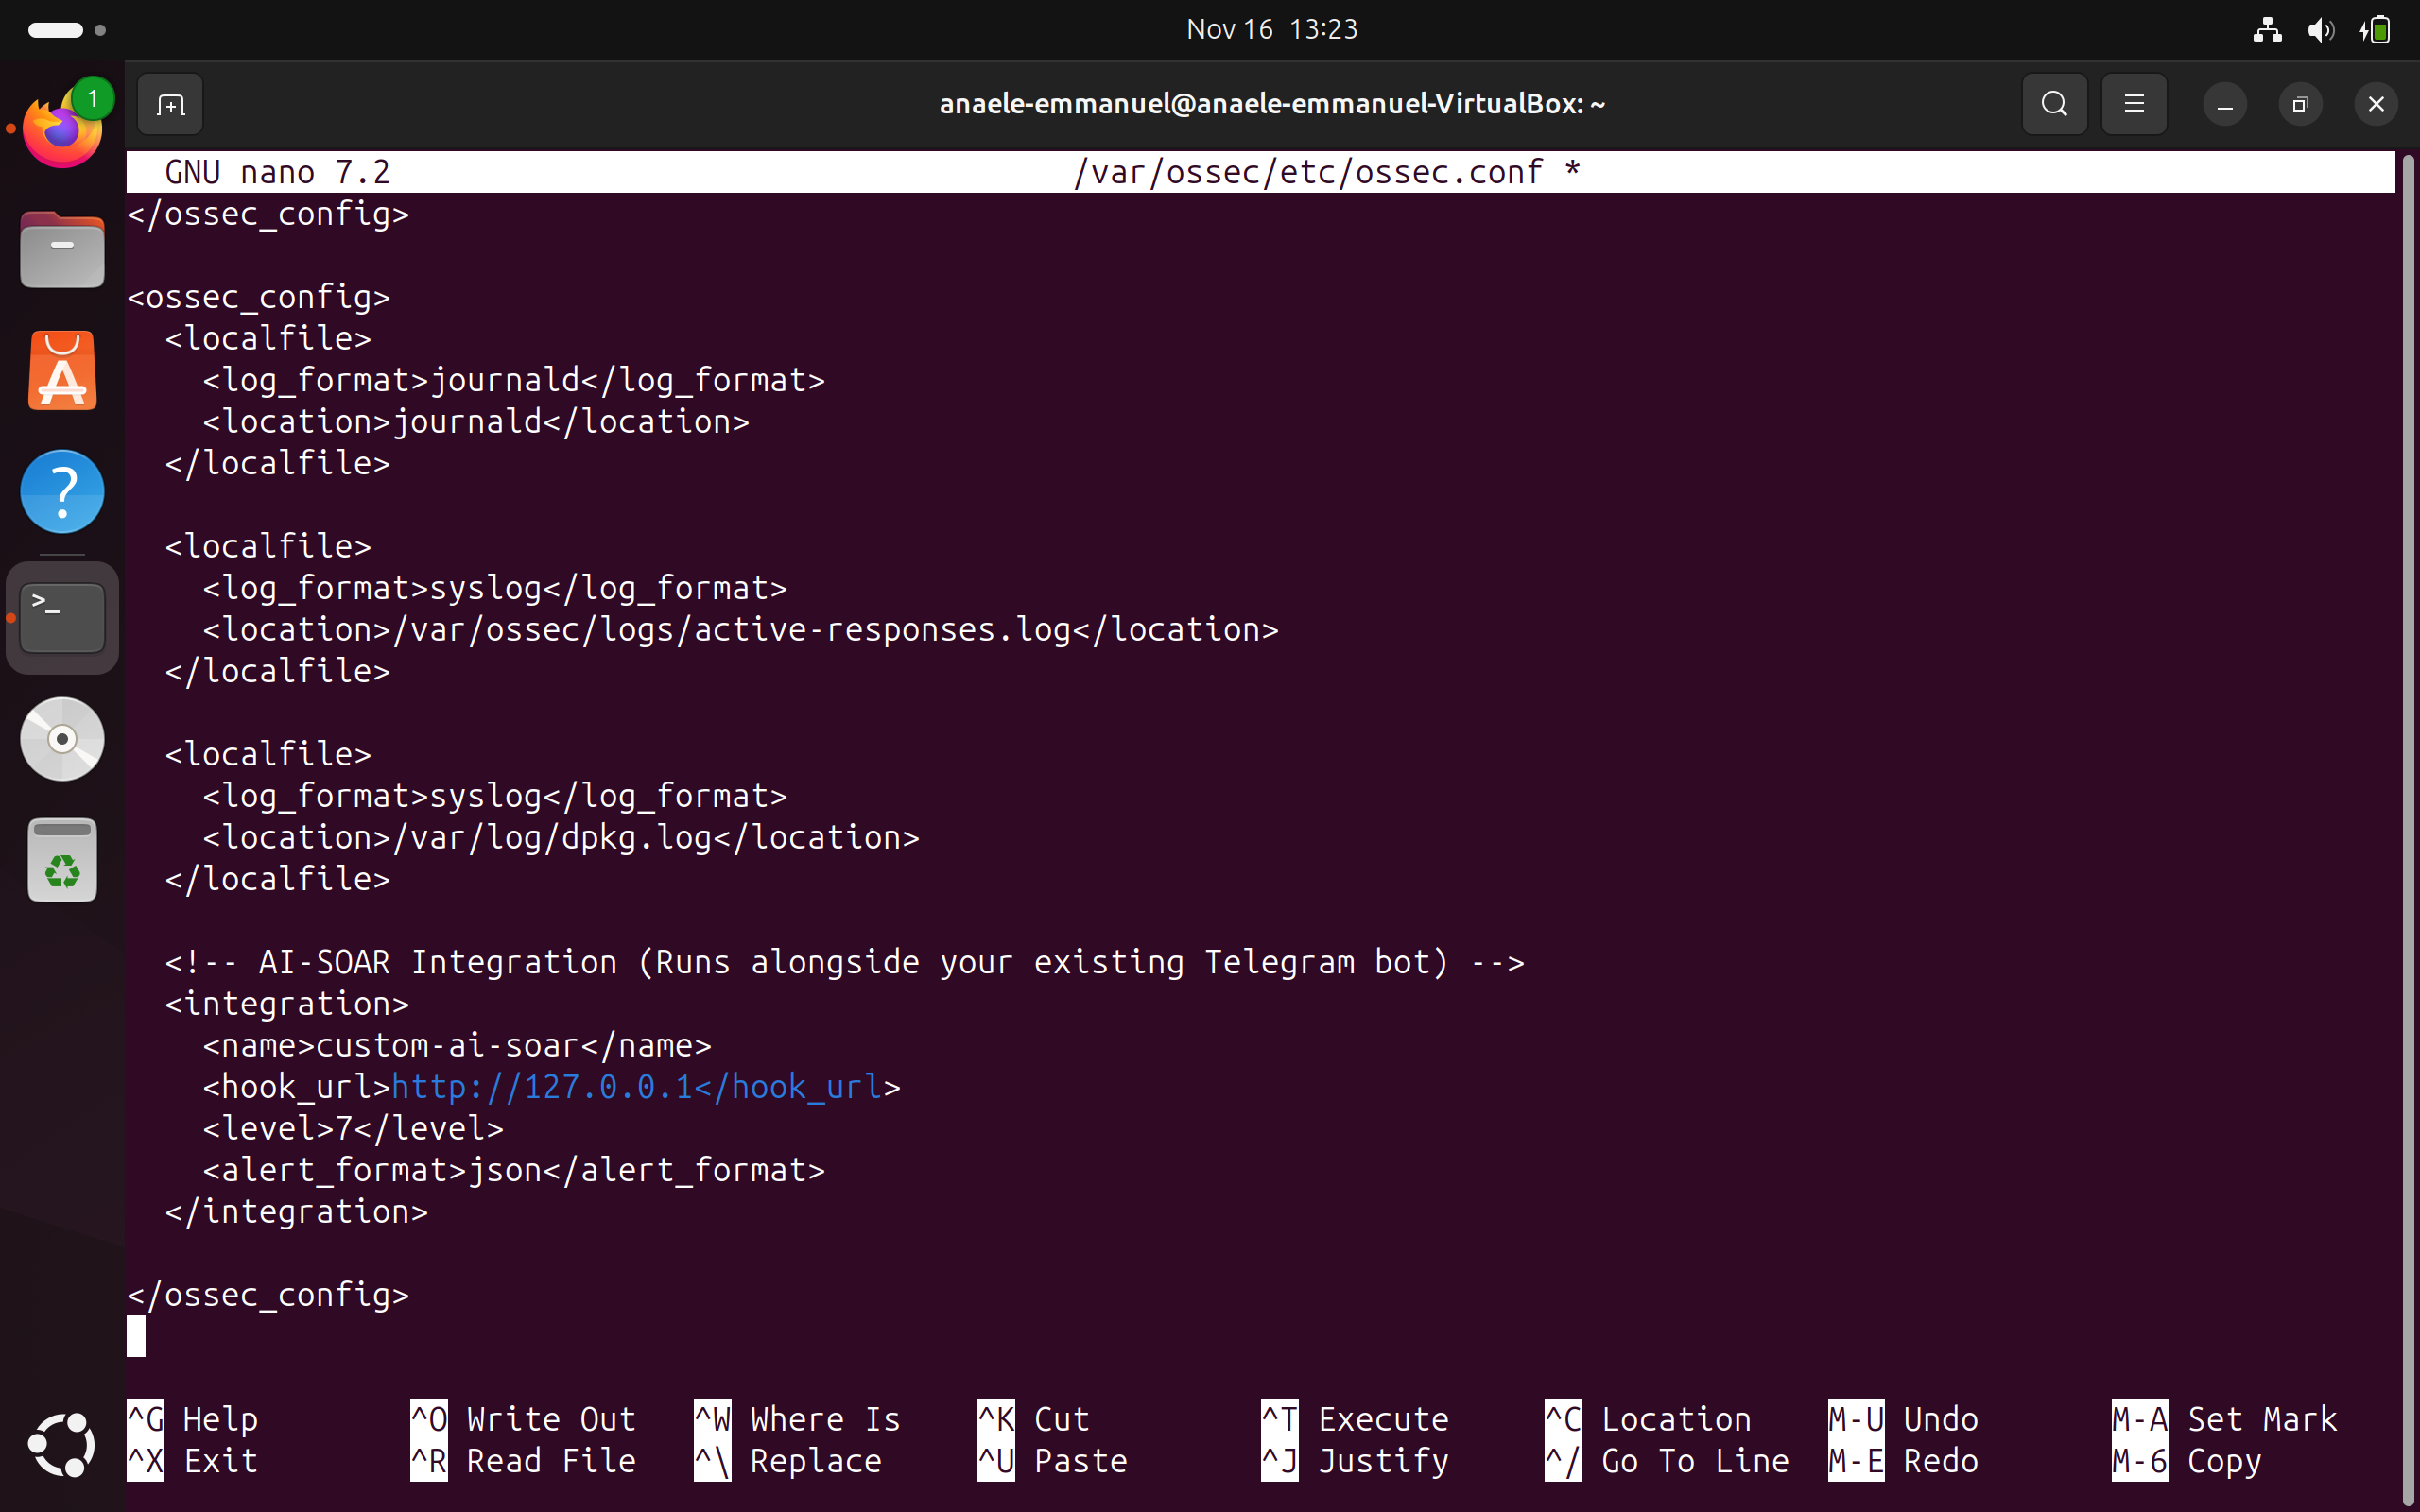 Nov 16 13:23
1
anaele-emmanuel@anaele-emmanuel-VirtualBox: ~
GNU nano 7.2 /var/ossec/etc/ossec.conf *
</ossec_config>
<ossec_config>
  <localfile>
    <log_format>journald</log_format>
    <location>journald</location>
  </localfile>
  <localfile>
    <log_format>syslog</log_format>
    <location>/var/ossec/logs/active-responses.log</location>
  </localfile>
  <localfile>
    <log_format>syslog</log_format>
    <location>/var/log/dpkg.log</location>
  </localfile>
  <!-- AI-SOAR Integration (Runs alongside your existing Telegram bot) -->
  <integration>
    <name>custom-ai-soar</name>
    <hook_url>http://127.0.0.1</hook_url>
    <level>7</level>
    <alert_format>json</alert_format>
  </integration>
</ossec_config>
^G Help ^O Write Out ^W Where Is ^K Cut ^T Execute ^C Location M-U Undo M-A Set Mark
^X Exit ^R Read File ^\ Replace ^U Paste ^J Justify ^/ Go To Line M-E Redo M-6 Copy